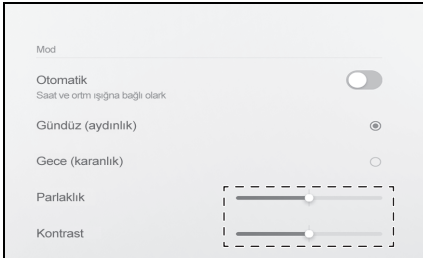 Mod
Otomatik
Saat ve ortm ışığna bağlı olark
Gündüz (aydınlık)
Gece (karanlık)
Parlaklık
Kontrast